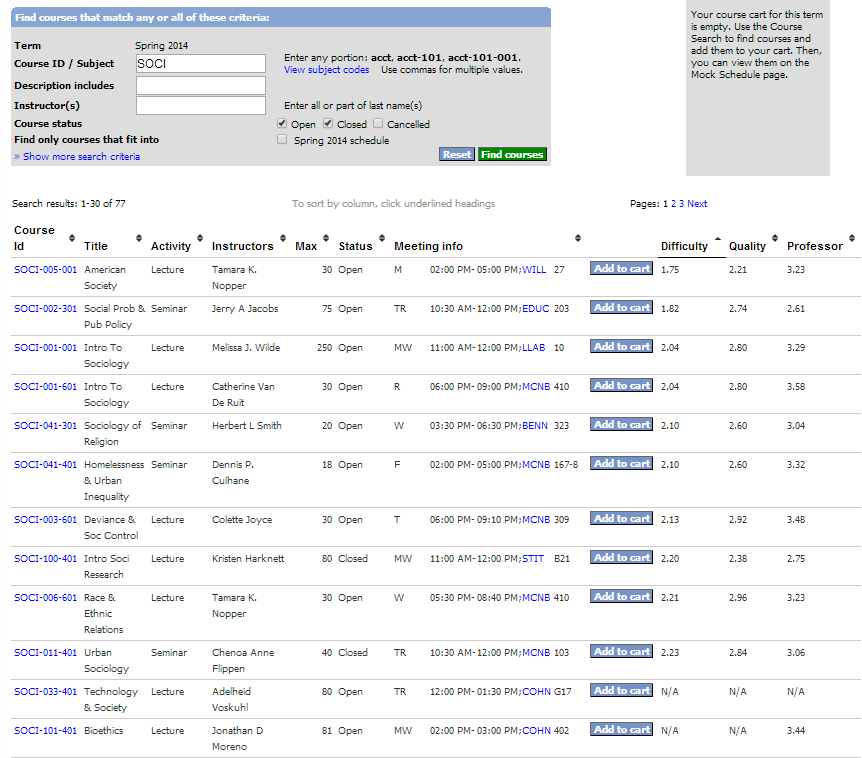 Find courses that match any or all of these criteria:
Term Spring 2014
Course ID / Subject SOCI Enter any portion: acct, acct-101, acct-101-001.
View subject codes Use commas for multiple values.
Description includes
Instructor(s) Enter all or part of last name(s)
Course status Open Closed Cancelled
Find only courses that fit into Spring 2014 schedule
» Show more search criteria Reset Find courses
Your course cart for this term
is empty. Use the Course
Search to find courses and
add them to your cart. Then,
you can view them on the
Mock Schedule page.
Search results: 1-30 of 77 To sort by column, click underlined headings Pages: 1 2 3 Next
Course
Id Title Activity Instructors Max Status Meeting info Difficulty Quality Professor
SOCI-005-001 American Lecture Tamara K. 30 Open M 02:00 PM- 05:00 PM;WILL 27 Add to cart 1.75 2.21 3.23
Society Nopper
SOCI-002-301 Social Prob & Seminar Jerry A Jacobs 75 Open TR 10:30 AM-12:00 PM;EDUC 203 Add to cart 1.82 2.74 2.61
Pub Policy
SOCI-001-001 Intro To Lecture Melissa J. Wilde 250 Open MW 11:00 AM-12:00 PM;LLAB 10 Add to cart 2.04 2.80 3.29
Sociology
SOCI-001-601 Intro To Lecture Catherine Van 30 Open R 06:00 PM- 09:00 PM;MCNB 410 Add to cart 2.04 2.80 3.58
Sociology De Ruit
SOCI-041-301 Sociology of Seminar Herbert L Smith 20 Open W 03:30 PM- 06:30 PM;BENN 323 Add to cart 2.10 2.60 3.04
Religion
SOCI-041-401 Homelessness Seminar Dennis P. 18 Open F 02:00 PM- 05:00 PM;MCNB 167-8 Add to cart 2.10 2.60 3.32
& Urban Culhane
Inequality
SOCI-003-601 Deviance & Lecture Colette Joyce 30 Open T 06:00 PM- 09:10 PM;MCNB 309 Add to cart 2.13 2.92 3.48
Soc Control
SOCI-100-401 Intro Soci Lecture Kristen Harknett 80 Closed MW 11:00 AM-12:00 PM;STIT B21 Add to cart 2.20 2.38 2.75
Research
SOCI-006-601 Race & Lecture Tamara K. 30 Open W 05:30 PM- 08:40 PM;MCNB 410 Add to cart 2.21 2.96 3.23
Ethnic Nopper
Relations
SOCI-011-401 Urban Seminar Chenoa Anne 40 Closed TR 10:30 AM-12:00 PM;MCNB 103 Add to cart 2.23 2.84 3.06
Sociology Flippen
SOCI-033-401 Technology Lecture Adelheid 80 Open TR 12:00 PM- 01:30 PM;COHN G17 Add to cart N/A N/A N/A
& Society Voskuhl
SOCI-101-401 Bioethics Lecture Jonathan D 81 Open MW 02:00 PM- 03:00 PM;COHN 402 Add to cart N/A N/A 3.44
Moreno